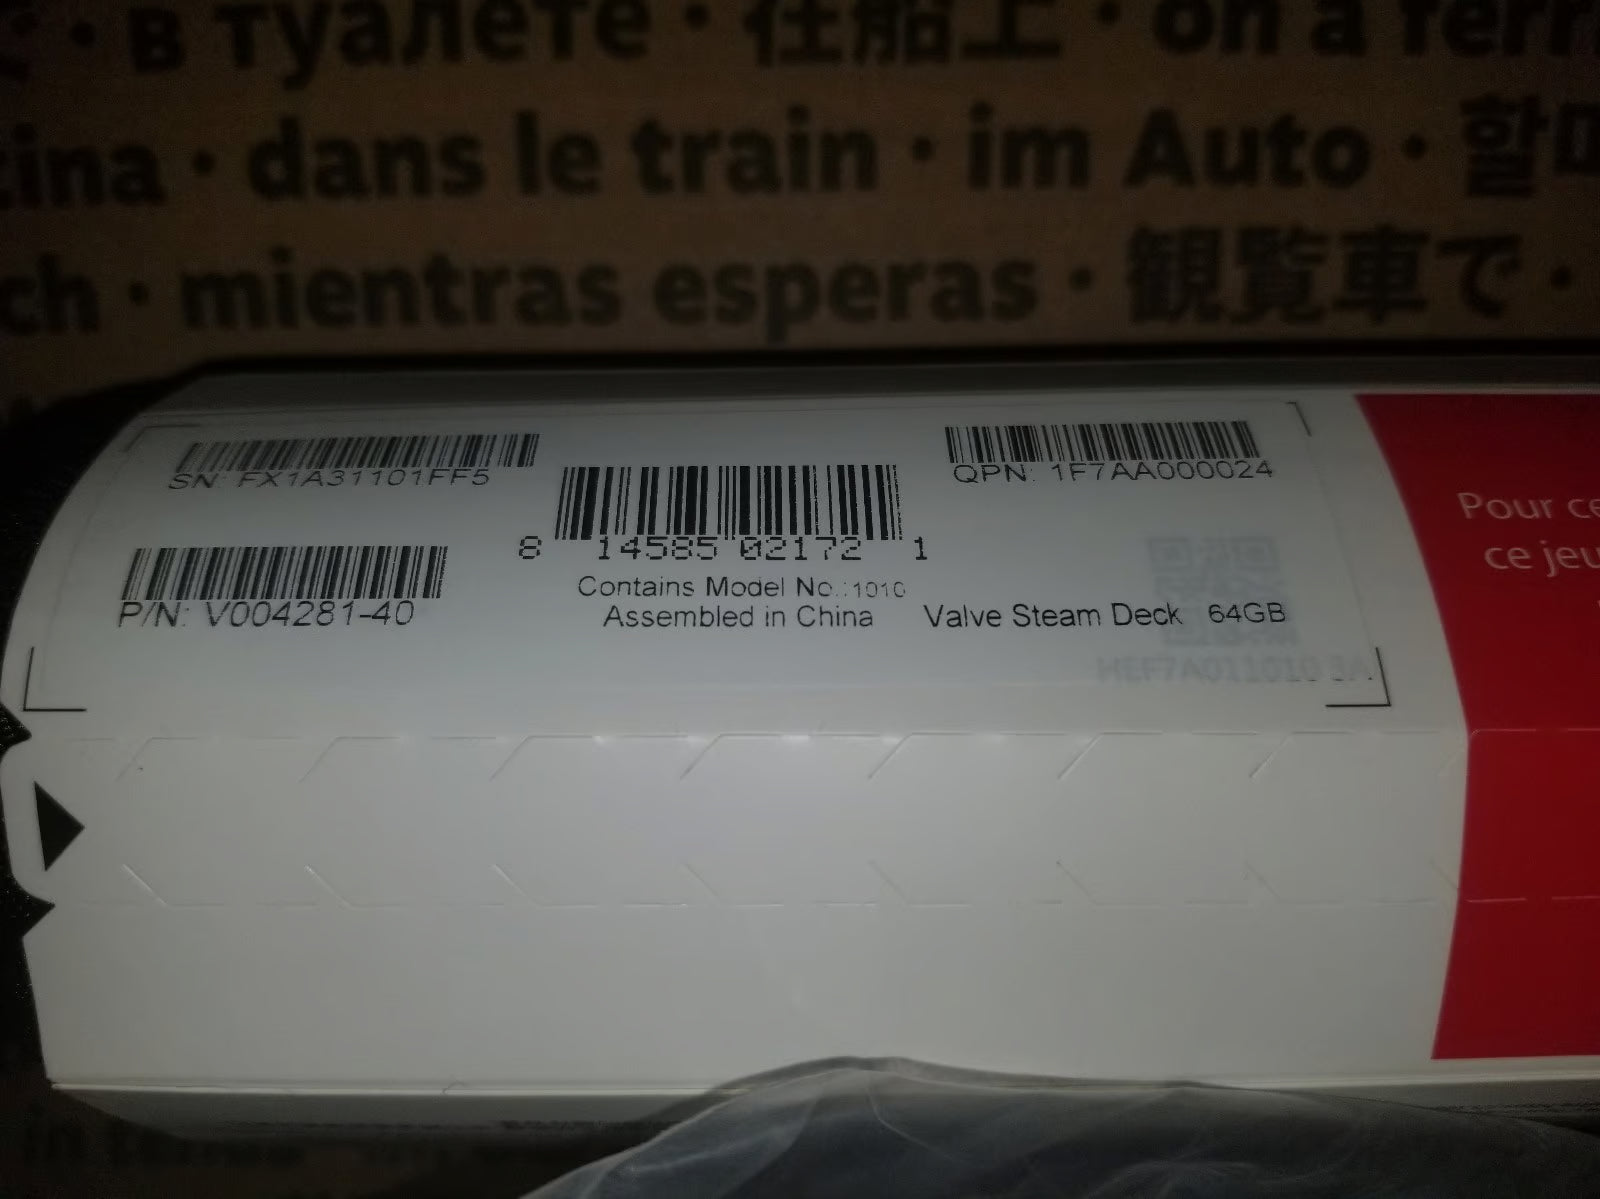 в туалете · 在船上 · on a ferr
cina · dans le train · im Auto ·
ch · mientras esperas · 観覧車で ·
SN: FX1A31101FF5
QPN: 1F7AA000024
8 14585 02172 1
P/N: V004281-40
Contains Model No.:1010
Assembled in China
Valve Steam Deck 64GB
Pour ce
ce jeu